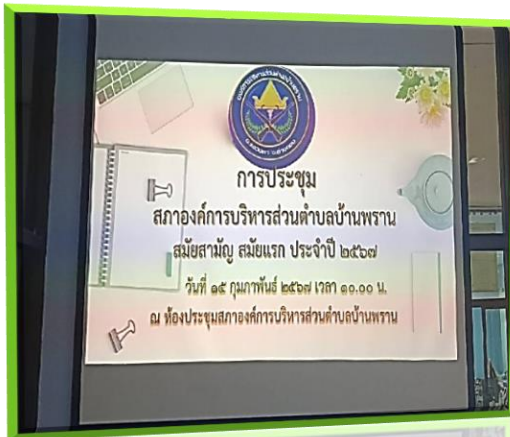 การประชุม
สภาองค์การบริหารส่วนตำบลบ้านพราน
สมัยสามัญ สมัยแรก ประจำปี ๒๕๖๗
วันที่ ๑๕ กุมภาพันธ์ ๒๕๖๗ เวลา ๑๐.๐๐ น.
ณ ห้องประชุมสภาองค์การบริหารส่วนตำบลบ้านพราน